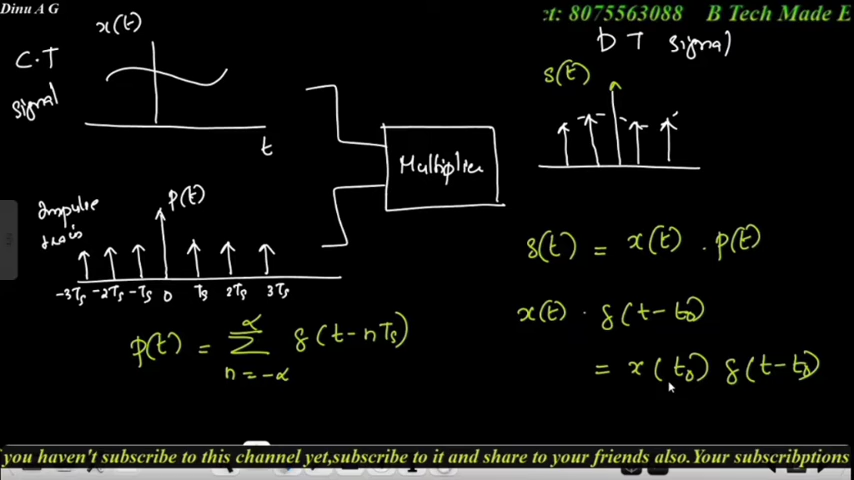 Dinu A G
ct: 8075563088 B Tech Made E
x(t)
C.T
signal
t
DT signal
s(t)
Multiplier
Impulse
train
p(t)
-3Ts -2Ts -Ts 0 Ts 2Ts 3Ts
p(t) = ∑ n=-∝ ∝ δ(t-nTs)
s(t) = x(t) . p(t)
x(t) . δ(t-t0)
= x(t0) δ(t-t0)
f you haven't subscribe to this channel yet,subscribe to it and share to your friends also.Your subscribptions